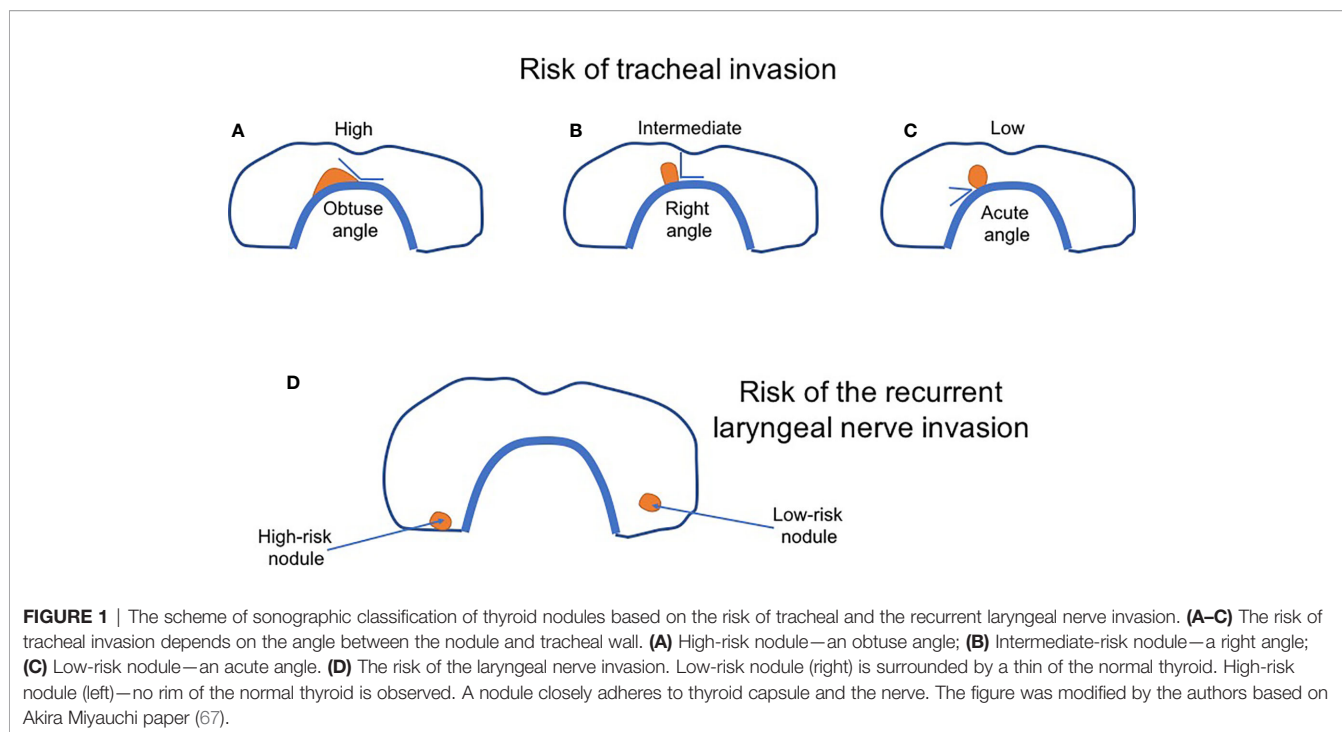 Risk of tracheal invasion
A
High
Obtuse
angle
B
Intermediate
Right
angle
C
Low
Acute
angle
D
Risk of the recurrent
laryngeal nerve invasion
High-risk
nodule
Low-risk
nodule
FIGURE 1 | The scheme of sonographic classification of thyroid nodules based on the risk of tracheal and the recurrent laryngeal nerve invasion. (A–C) The risk of
tracheal invasion depends on the angle between the nodule and tracheal wall. (A) High-risk nodule—an obtuse angle; (B) Intermediate-risk nodule—a right angle;
(C) Low-risk nodule—an acute angle. (D) The risk of the laryngeal nerve invasion. Low-risk nodule (right) is surrounded by a thin of the normal thyroid. High-risk
nodule (left)—no rim of the normal thyroid is observed. A nodule closely adheres to thyroid capsule and the nerve. The figure was modified by the authors based on
Akira Miyauchi paper (67).